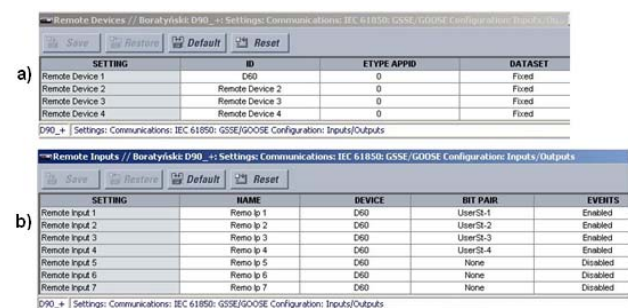 Remote Devices // Boratyński: D90_+: Settings: Communications: IEC 61850: GSSE/GOOSE Configuration: Inputs/Ou
Save Restore Default Reset
a)
SETTING ID ETYPE APPID DATASET
Remote Device 1 D60 0 Fixed
Remote Device 2 Remote Device 2 0 Fixed
Remote Device 3 Remote Device 3 0 Fixed
Remote Device 4 Remote Device 4 0 Fixed
D90_+ Settings: Communications: IEC 61850: GSSE/GOOSE Configuration: Inputs/Outputs
Remote Inputs // Boratyński: D90_+: Settings: Communications: IEC 61850: GSSE/GOOSE Configuration: Inputs/Outputs
Save Restore Default Reset
b)
SETTING NAME DEVICE BIT PAIR EVENTS
Remote Input 1 Remo Ip 1 D60 UserSt-1 Enabled
Remote Input 2 Remo Ip 2 D60 UserSt-2 Enabled
Remote Input 3 Remo Ip 3 D60 UserSt-3 Enabled
Remote Input 4 Remo Ip 4 D60 UserSt-4 Enabled
Remote Input 5 Remo Ip 5 D60 None Disabled
Remote Input 6 Remo Ip 6 D60 None Disabled
Remote Input 7 Remo Ip 7 D60 None Disabled
D90_+ Settings: Communications: IEC 61850: GSSE/GOOSE Configuration: Inputs/Outputs